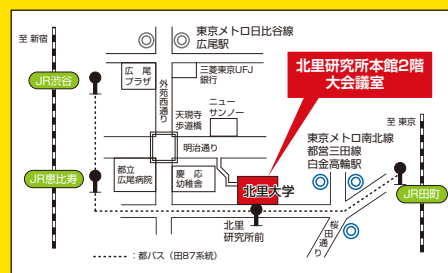 東京メトロ日比谷線
広尾駅
至 新宿
JR渋谷
広尾
プラザ
外苑西通り
三菱東京UFJ
銀行
北里研究所本館2階
大会議室
天現寺
歩道橋
ニュー
サンノー
明治通り
至 東京
東京メトロ南北線
都営三田線
白金高輪駅
JR恵比寿
都立
広尾病院
慶応
幼稚舎
北里大学
JR田町
北里
研究所前
桜田通り
:都バス(田87系統)